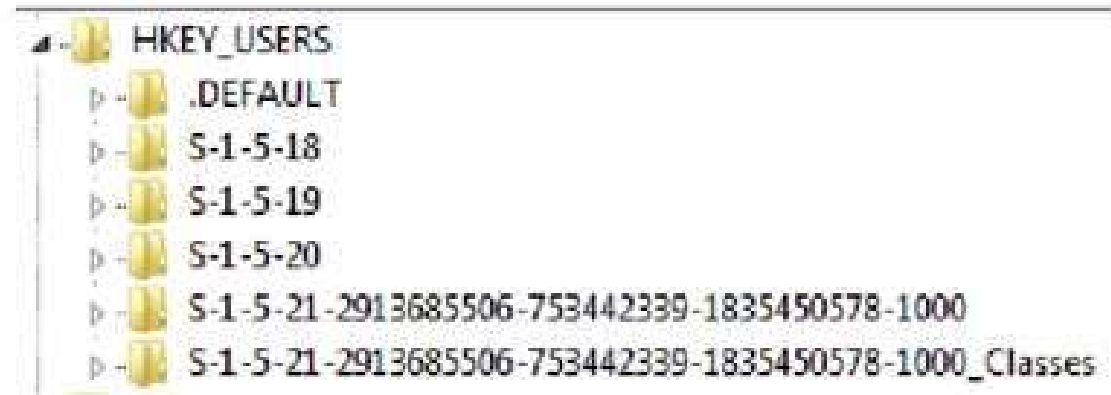 HKEY_USERS
.DEFAULT
S-1-5-18
S-1-5-19
S-1-5-20
S-1-5-21-2913685506-753442339-1835450578-1000
S-1-5-21-2913685506-753442339-1835450578-1000_Classes